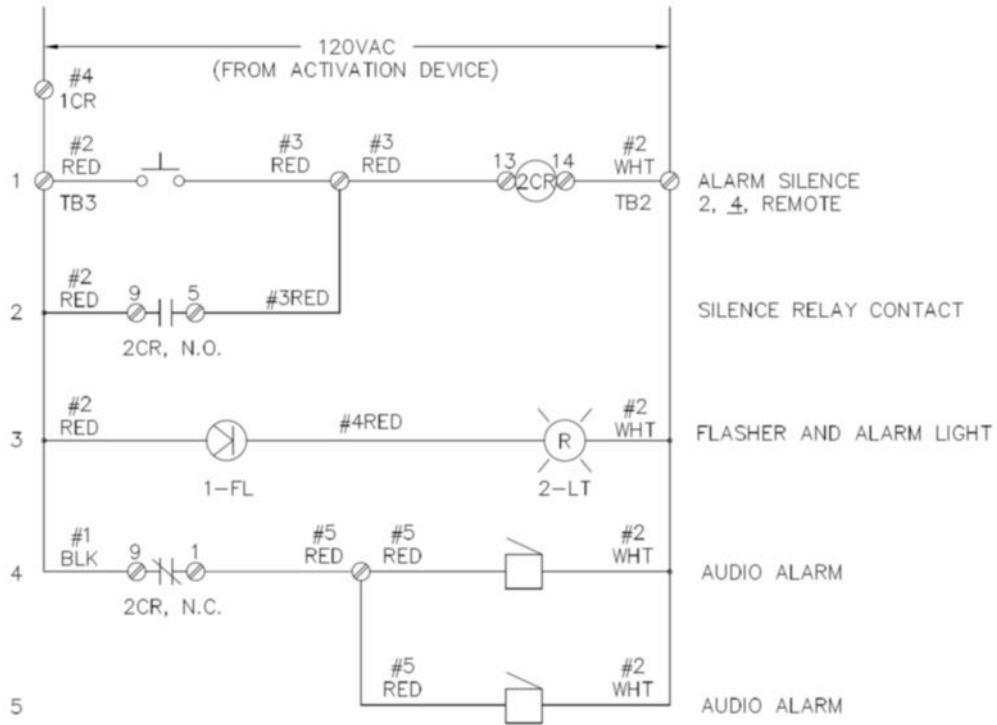 120VAC
(FROM ACTIVATION DEVICE)
#4
1CR
1
#2
RED
TB3
#3
RED
#3
RED
13
2CR
14
#2
WHT
TB2
ALARM SILENCE
2, 4, REMOTE
2
#2
RED
9
5
#3RED
2CR, N.O.
SILENCE RELAY CONTACT
3
#2
RED
1-FL
#4RED
R
2-LT
#2
WHT
FLASHER AND ALARM LIGHT
4
#1
BLK
9
1
2CR, N.C.
#5
RED
#5
RED
#2
WHT
AUDIO ALARM
5
#5
RED
#2
WHT
AUDIO ALARM